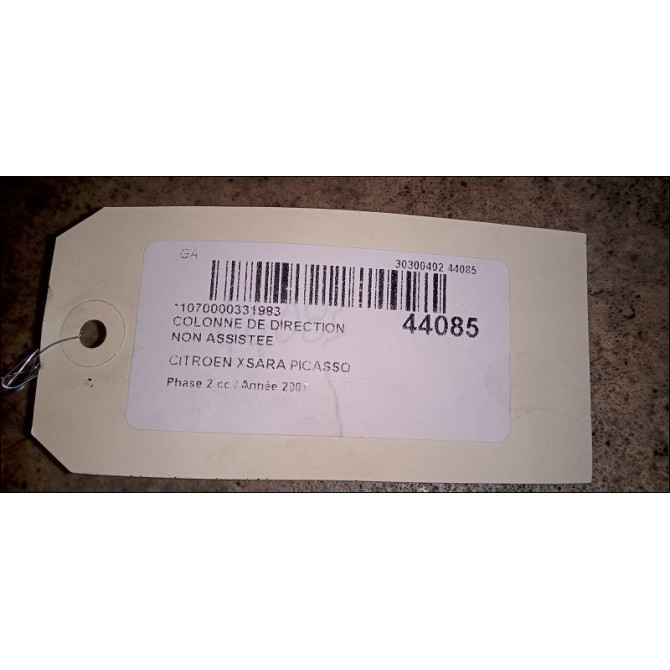 GA
30300402 44085
-1070000331983
44085
COLONNE DE DIRECTION
NON ASSISTEE
CITROEN XSARA PICASSO
Phase 2 cc / Année